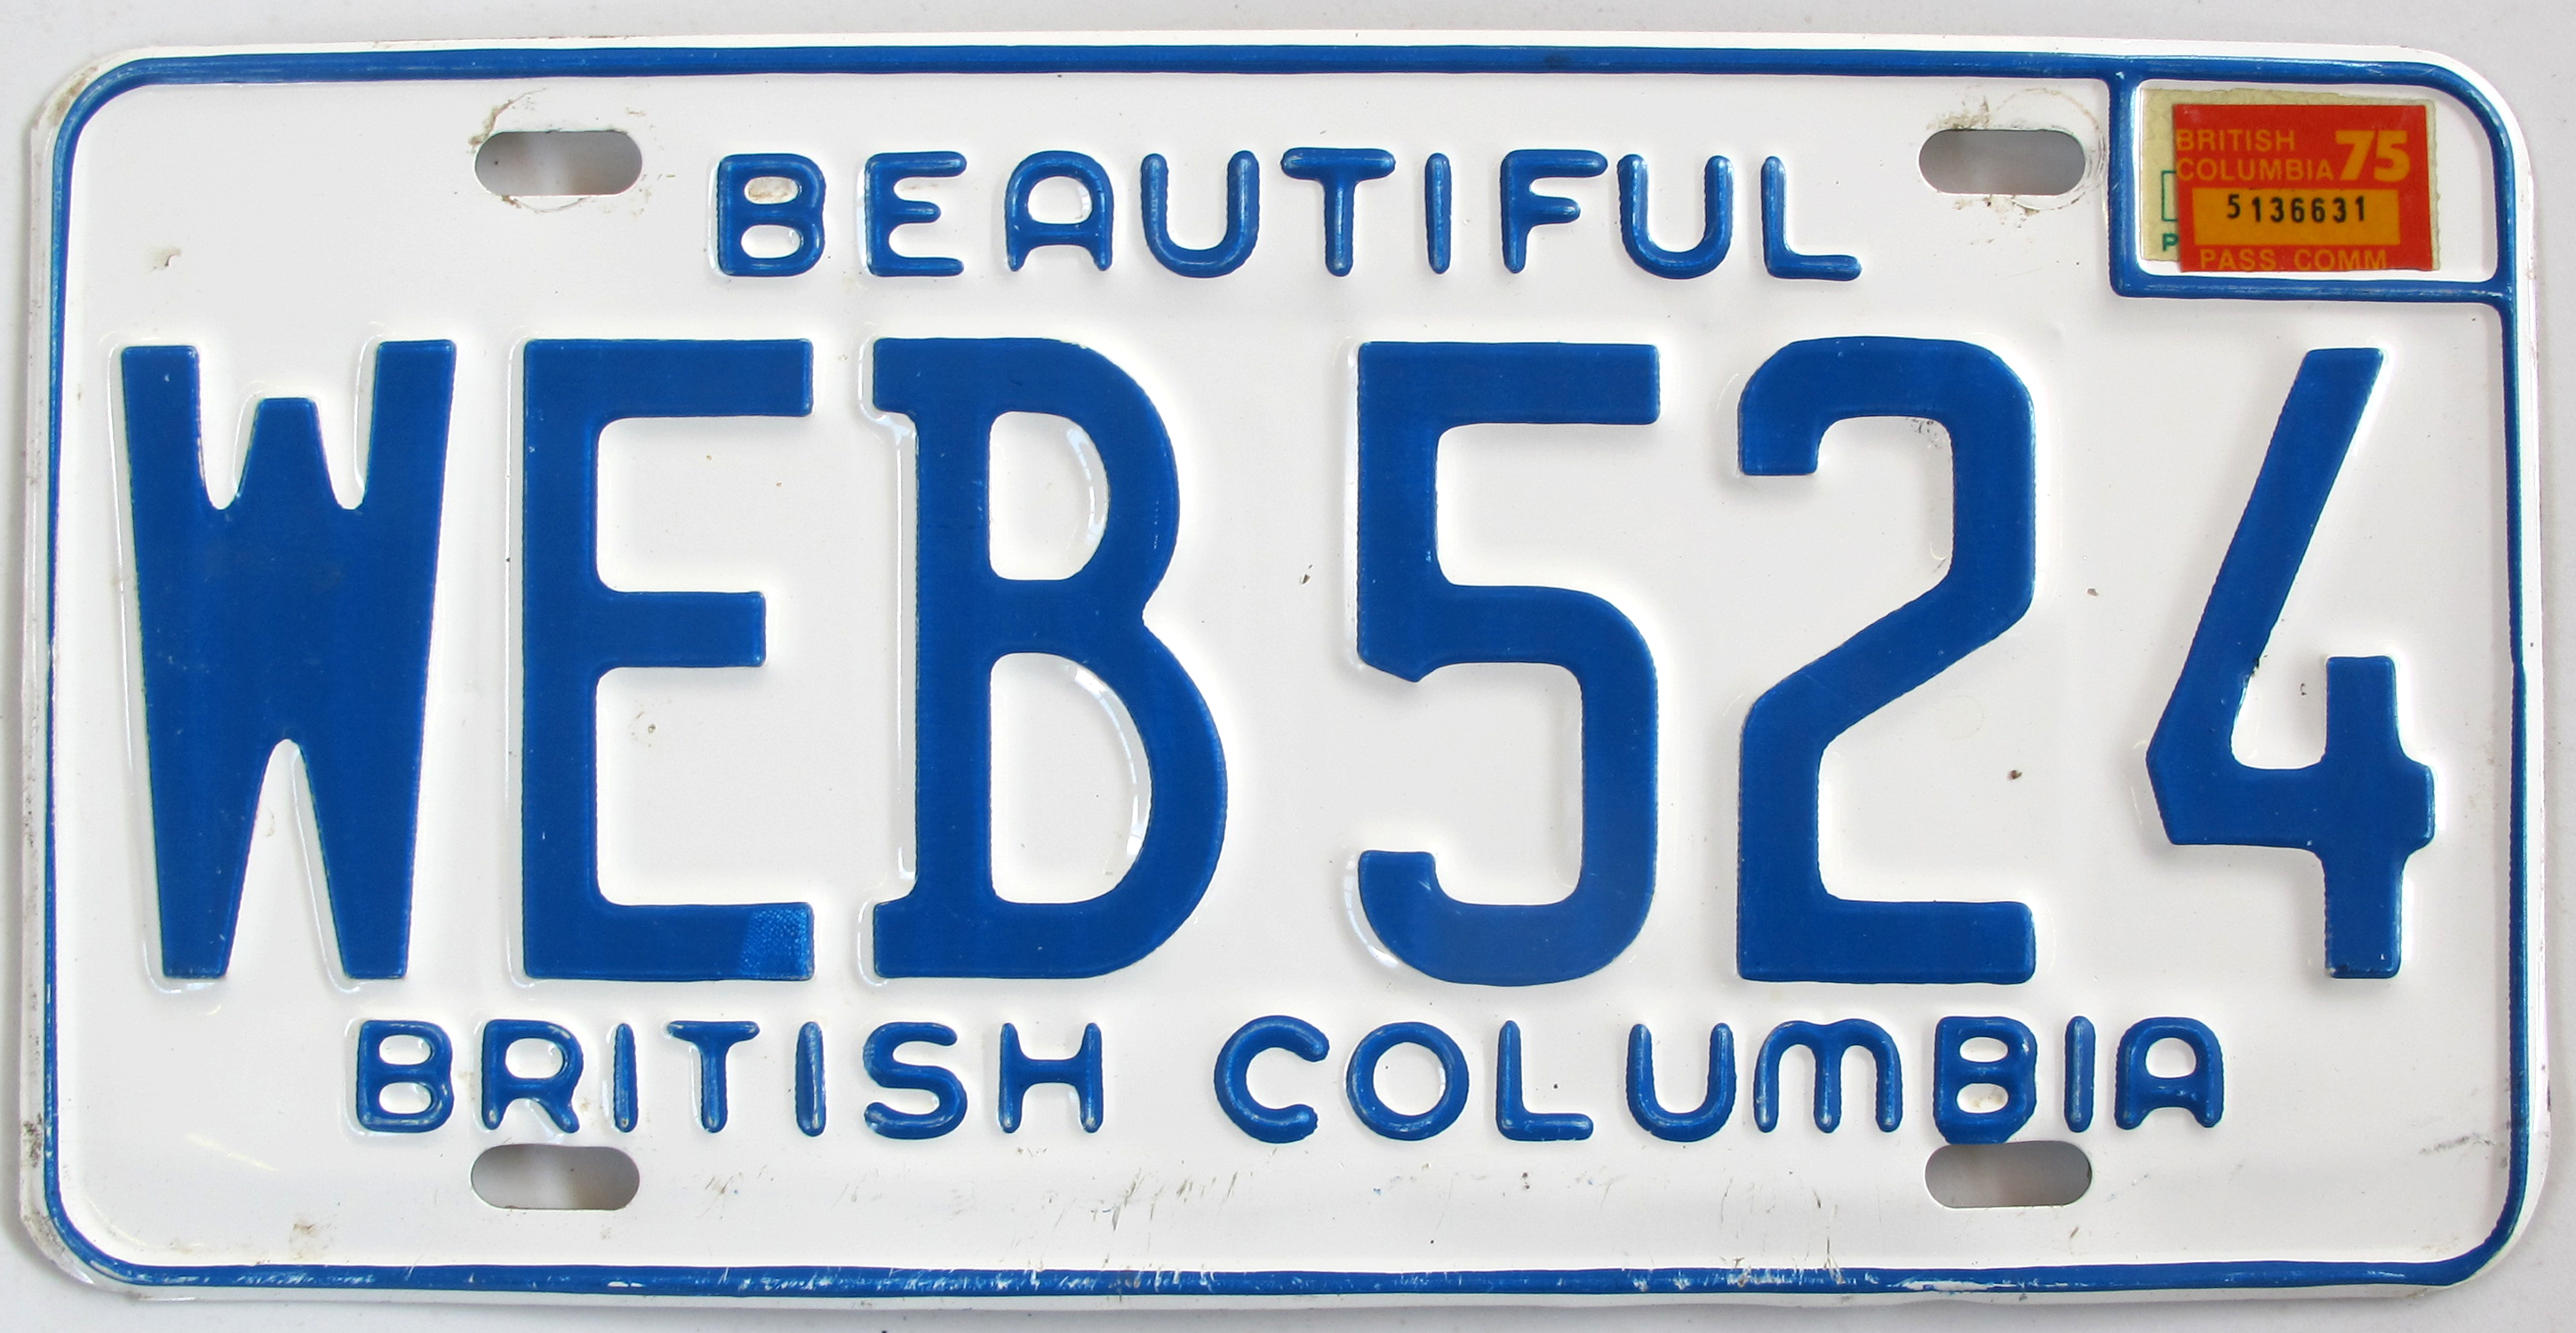 BEAUTIFUL
BRITISH
COLUMBIA 75
5136631
PASS COMM
P
WEB 524
BRITISH COLUMBIA